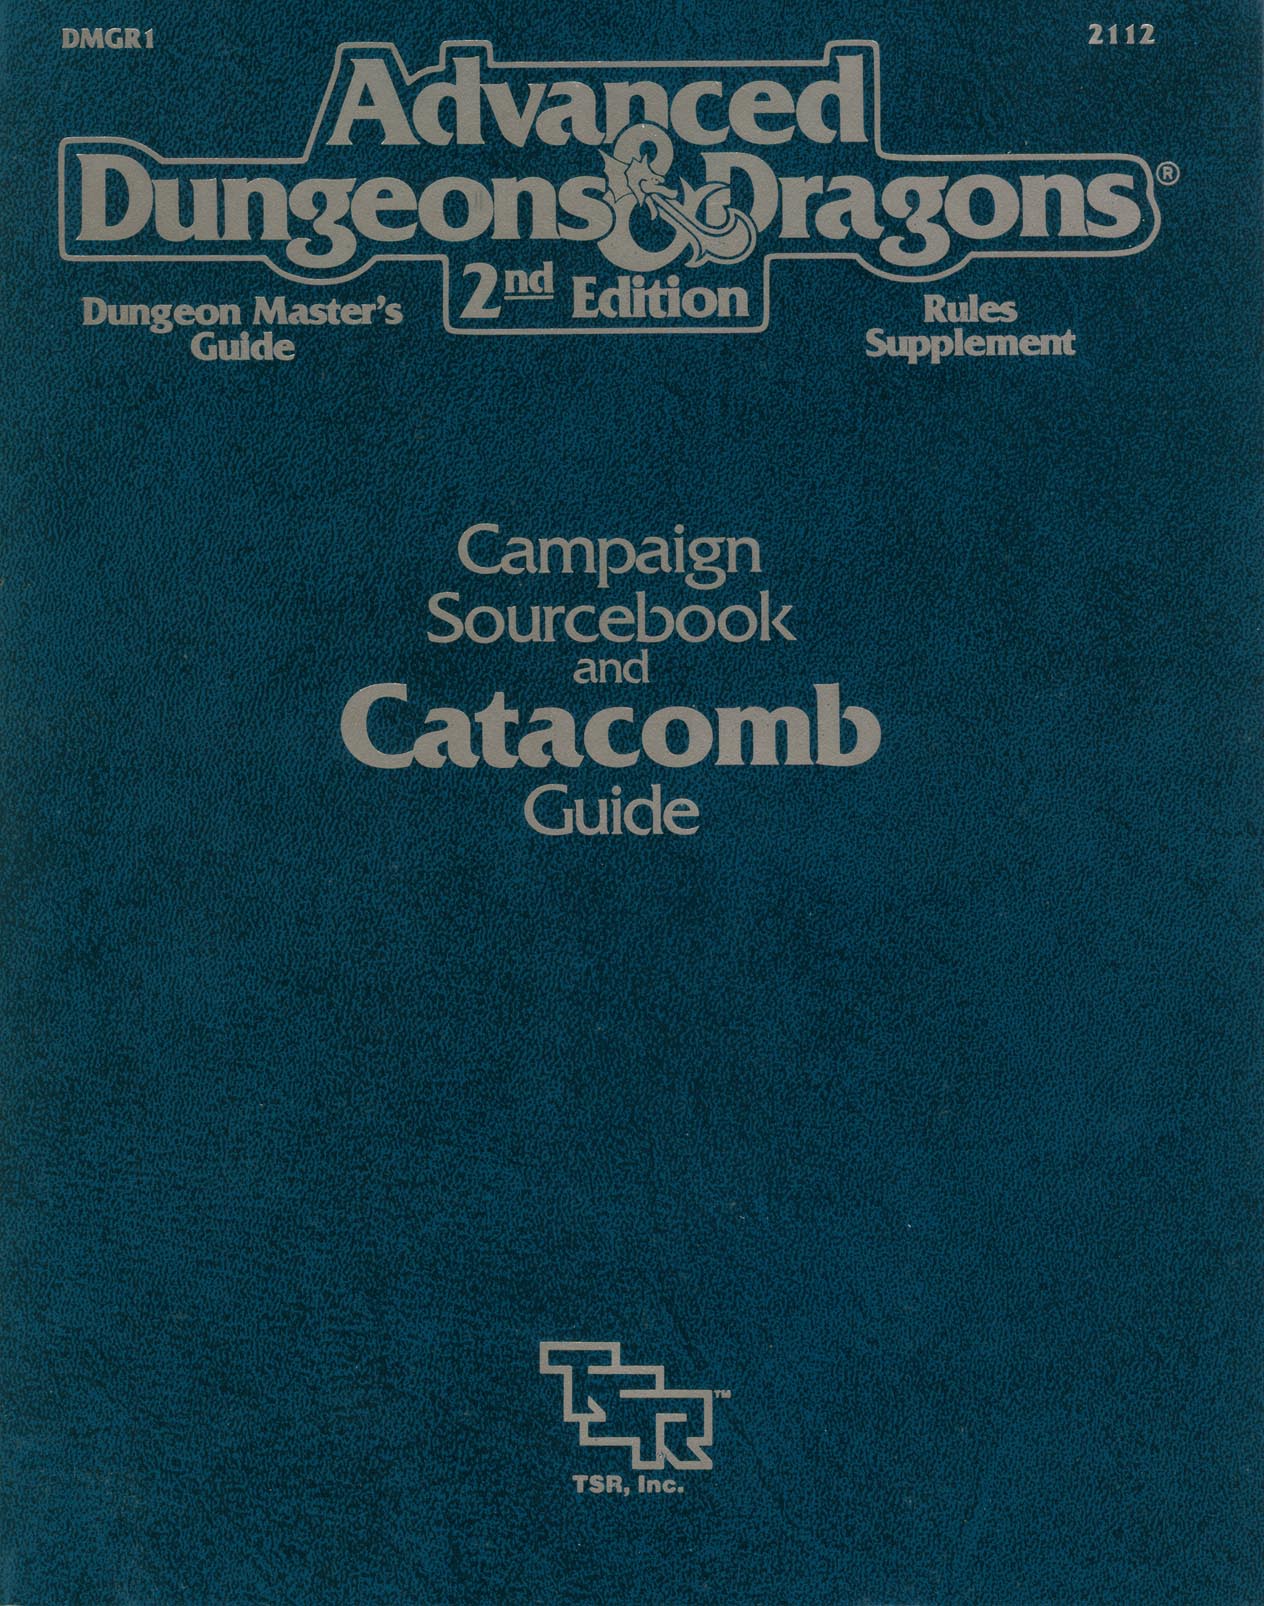 DMGR1
2112
Advanced
Dungeons & Dragons®
2nd Edition
Dungeon Master's
Guide
Rules
Supplement
Campaign
Sourcebook
and
Catacomb
Guide
TSR™
TSR, Inc.